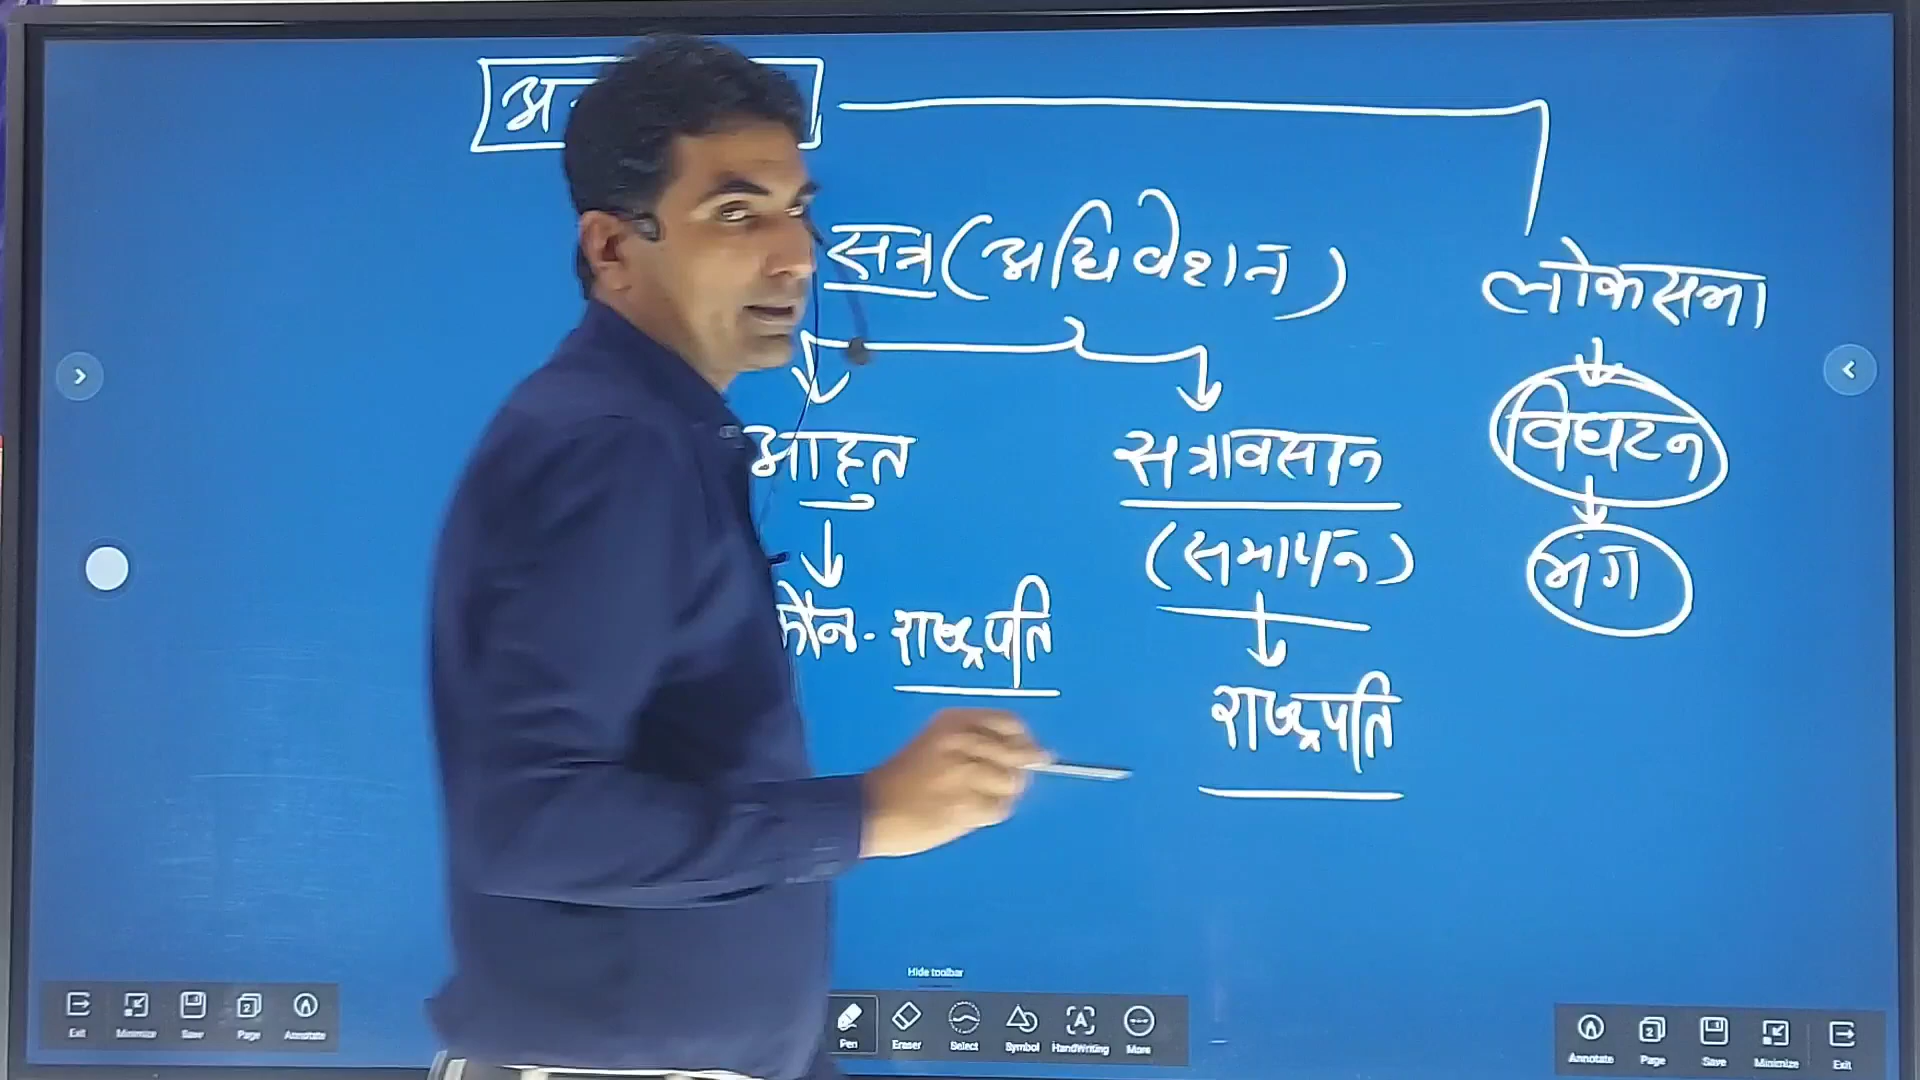 सत्र (अधिवेशन)
लोकसभा
आहुत
सत्रावसान
विघटन
(समापन)
भंग
कौन - राष्ट्रपति
राष्ट्रपति
Hide toolbar
Exit Minimize Save Page Annotate
Pen Eraser Select Symbol HandWriting More
Annotate Page Save Minimize Exit